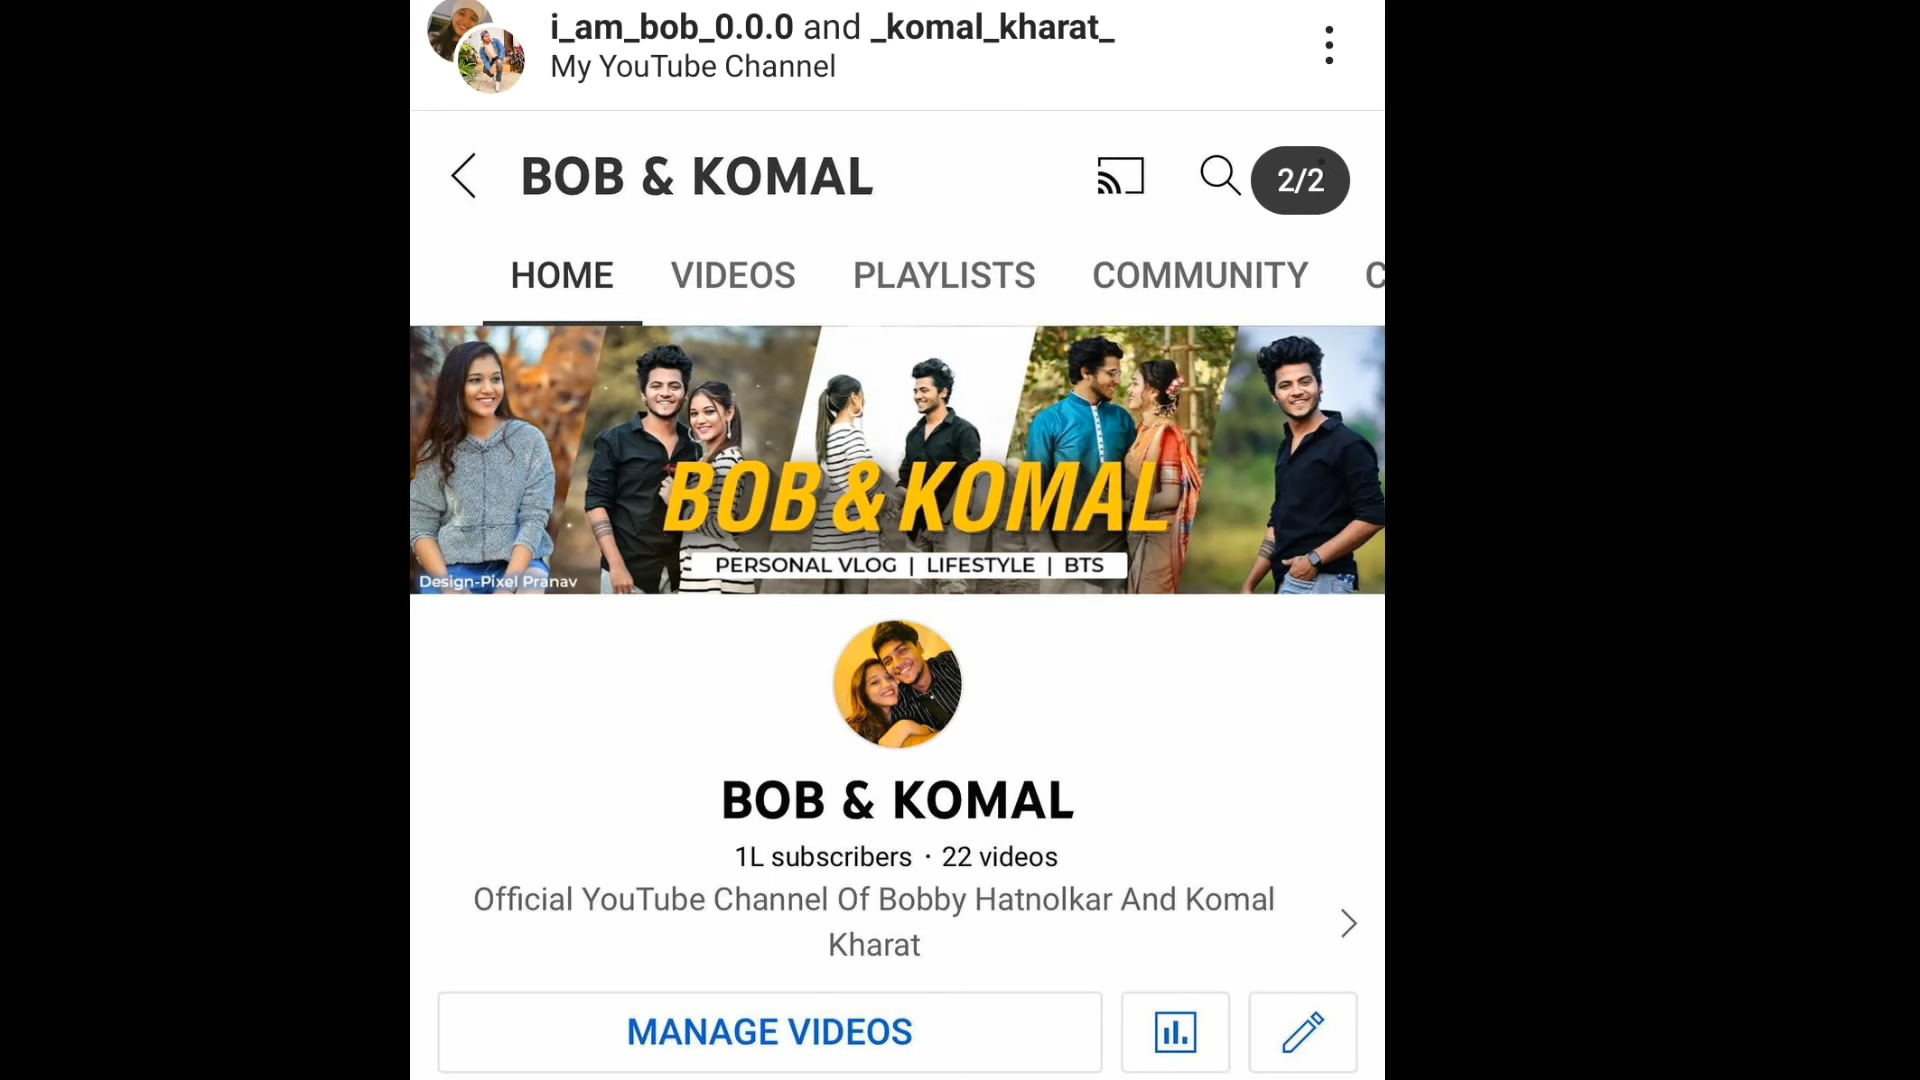 i_am_bob_0.0.0 and _komal_kharat_
My YouTube Channel
BOB & KOMAL
2/2
HOME VIDEOS PLAYLISTS COMMUNITY C
BOB & KOMAL
PERSONAL VLOG | LIFESTYLE | BTS
Design-Pixel Pranav
BOB & KOMAL
1L subscribers · 22 videos
Official YouTube Channel Of Bobby Hatnolkar And Komal
Kharat
MANAGE VIDEOS